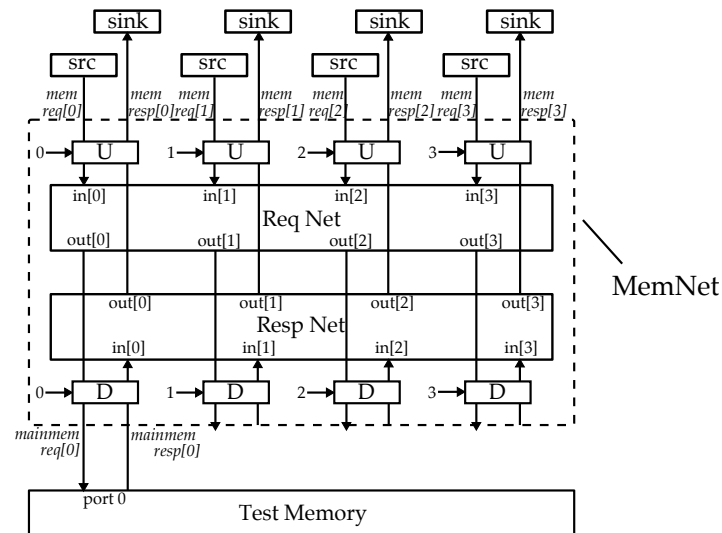 sink sink sink sink
src src src src
mem req[0] mem resp[0] mem req[1] mem resp[1] mem req[2] mem resp[2] mem req[3] mem resp[3]
0 U 1 U 2 U 3 U
in[0] in[1] in[2] in[3]
Req Net
out[0] out[1] out[2] out[3]
MemNet
out[0] out[1] out[2] out[3]
Resp Net
in[0] in[1] in[2] in[3]
0 D 1 D 2 D 3 D
mainmem req[0] mainmem resp[0]
port 0
Test Memory